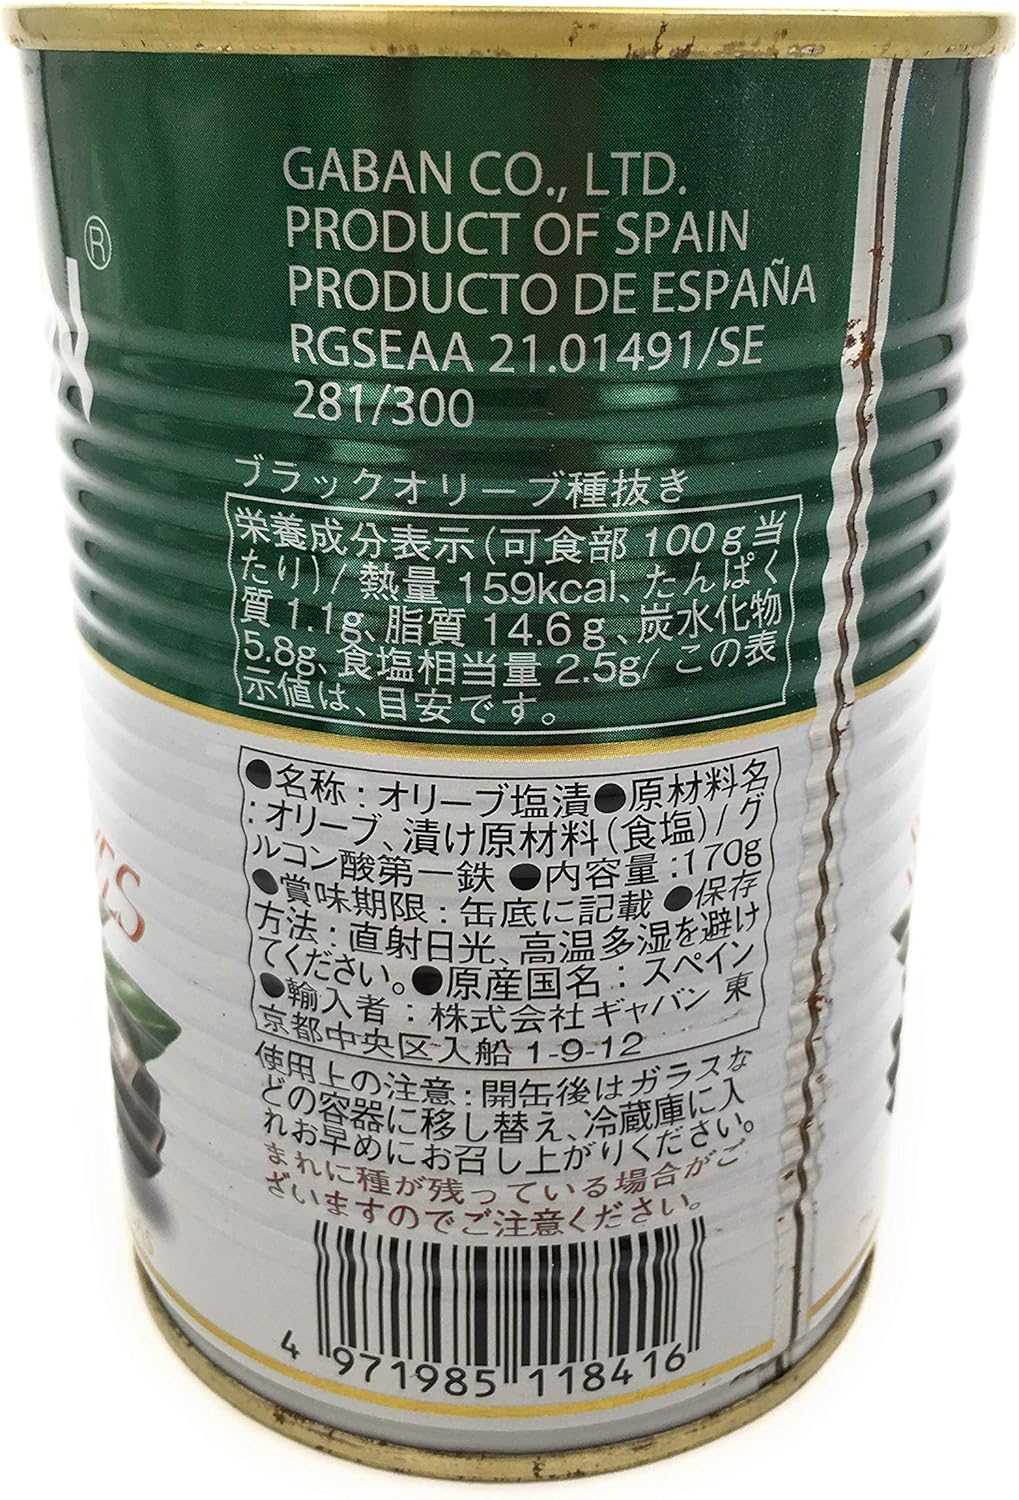 GABAN CO., LTD.
PRODUCT OF SPAIN
PRODUCTO DE ESPAÑA
RGSEAA 21.01491/SE
281/300
®
ブラックオリーブ種抜き
栄養成分表示(可食部 100g当
たり)/熱量 159kcal、たんぱく
質 1.1g、脂質 14.6g、炭水化物
5.8g、食塩相当量 2.5g/ この表
示値は、目安です。
●名称:オリーブ塩漬●原材料名
:オリーブ、漬け原材料(食塩)/グ
ルコン酸第一鉄 ●内容量:170g
●賞味期限:缶底に記載 ●保存
方法:直射日光、高温多湿を避け
てください。●原産国名:スペイン
●輸入者:株式会社ギャバン 東
京都中央区入船 1-9-12
使用上の注意:開缶後はガラスな
どの容器に移し替え、冷蔵庫に入
れお早めにお召し上がりください。
まれに種が残っている場合がご
ざいますのでご注意ください。
4 971985 118416